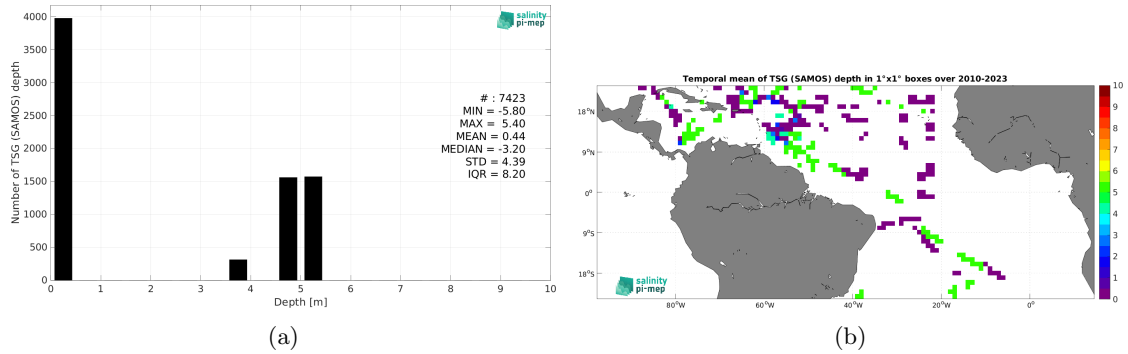 salinity
pi-mep
Number of TSG (SAMOS) depth
4000
3500
3000
2500
2000
1500
1000
500
0
# : 7423
MIN = -5.80
MAX = 5.40
MEAN = 0.44
MEDIAN = -3.20
STD = 4.39
IQR = 8.20
0 1 2 3 4 5 6 7 8 9 10
Depth [m]
(a)
Temporal mean of TSG (SAMOS) depth in 1°x1° boxes over 2010-2023
18°N
9°N
0°
9°S
18°S
80°W 60°W 40°W 20°W 0°
10
9
8
7
6
5
4
3
2
1
0
salinity
pi-mep
(b)